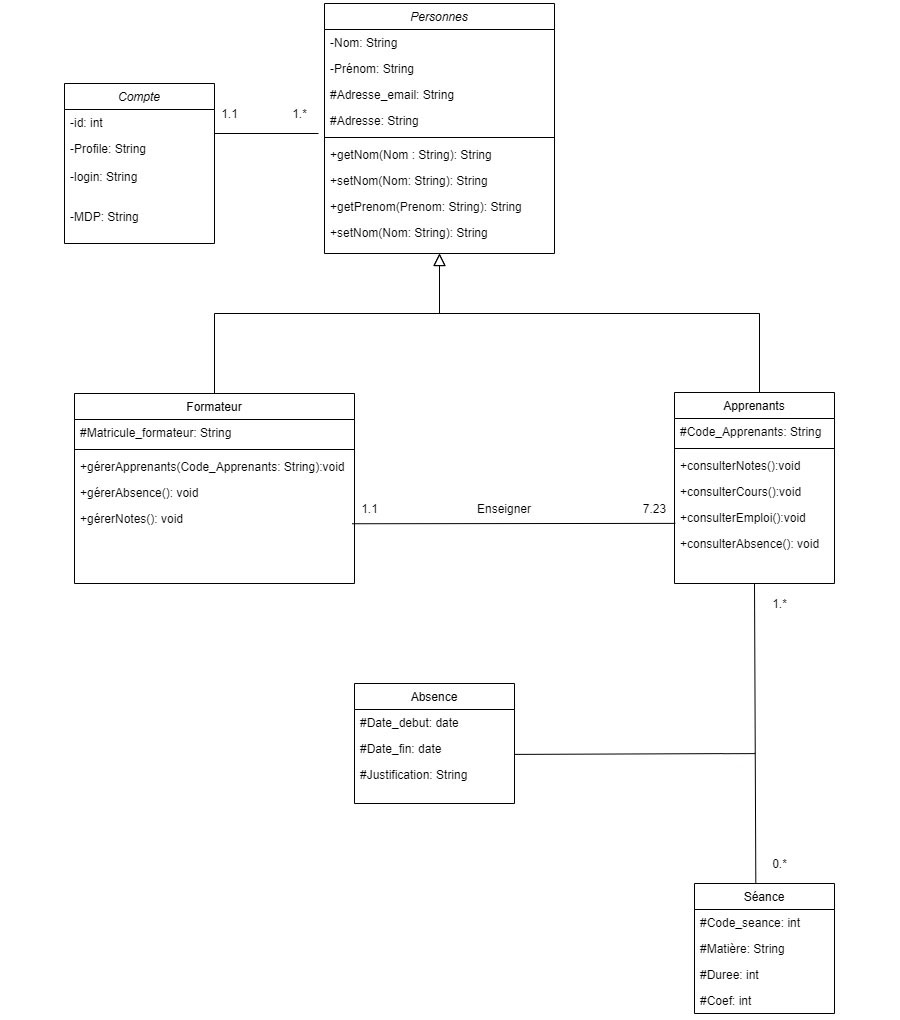 Personnes
-Nom: String
-Prénom: String
#Adresse_email: String
#Adresse: String
+getNom(Nom : String): String
+setNom(Nom: String): String
+getPrenom(Prenom: String): String
+setNom(Nom: String): String
Compte
-id: int
-Profile: String
-login: String
-MDP: String
1.1
1.*
Formateur
#Matricule_formateur: String
+gérerApprenants(Code_Apprenants: String):void
+gérerAbsence(): void
+gérerNotes(): void
1.1
Enseigner
7.23
Apprenants
#Code_Apprenants: String
+consulterNotes():void
+consulterCours():void
+consulterEmploi():void
+consulterAbsence(): void
1.*
Absence
#Date_debut: date
#Date_fin: date
#Justification: String
0.*
Séance
#Code_seance: int
#Matière: String
#Duree: int
#Coef: int